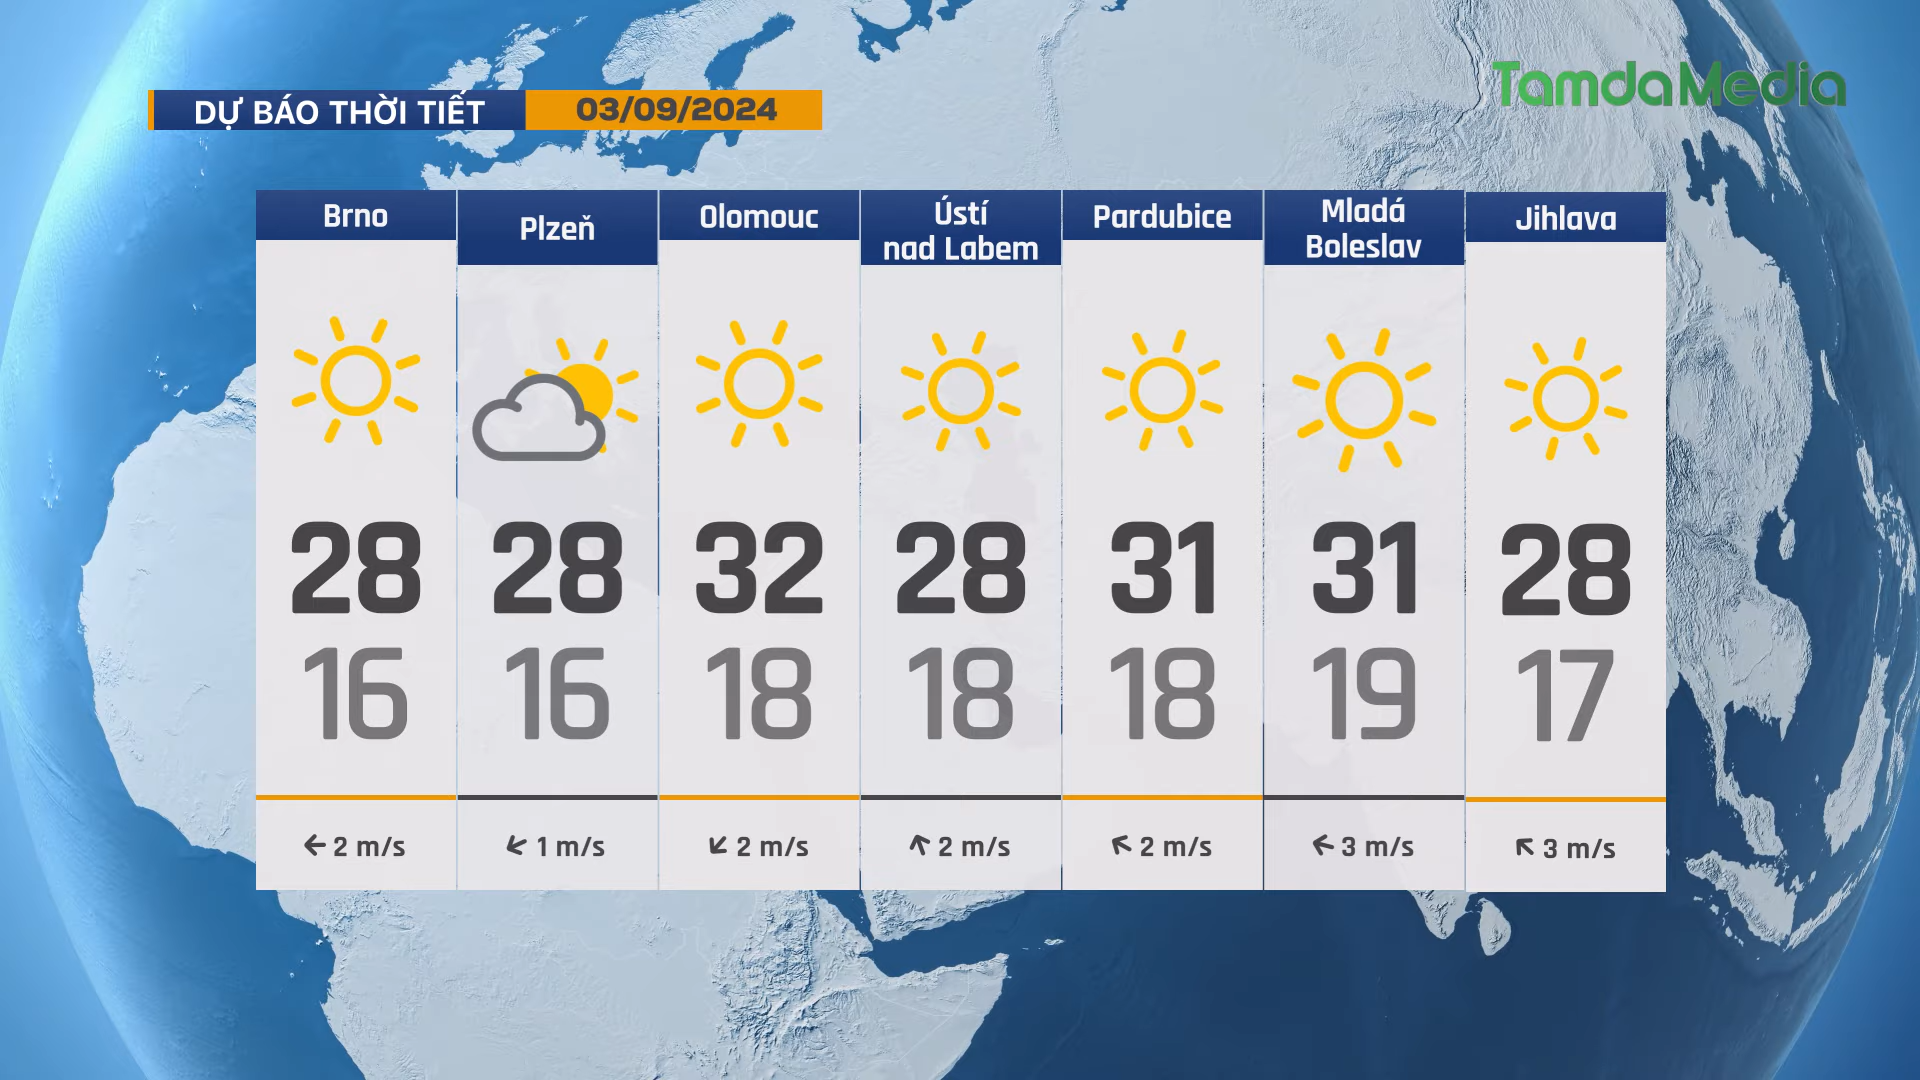 TamdaMedia
DỰ BÁO THỜI TIẾT 03/09/2024
Brno
Plzeň
Olomouc
Ústí
nad Labem
Pardubice
Mladá
Boleslav
Jihlava
28 28 32 28 31 31 28
16 16 18 18 18 19 17
2 m/s 1 m/s 2 m/s 2 m/s 2 m/s 3 m/s 3 m/s